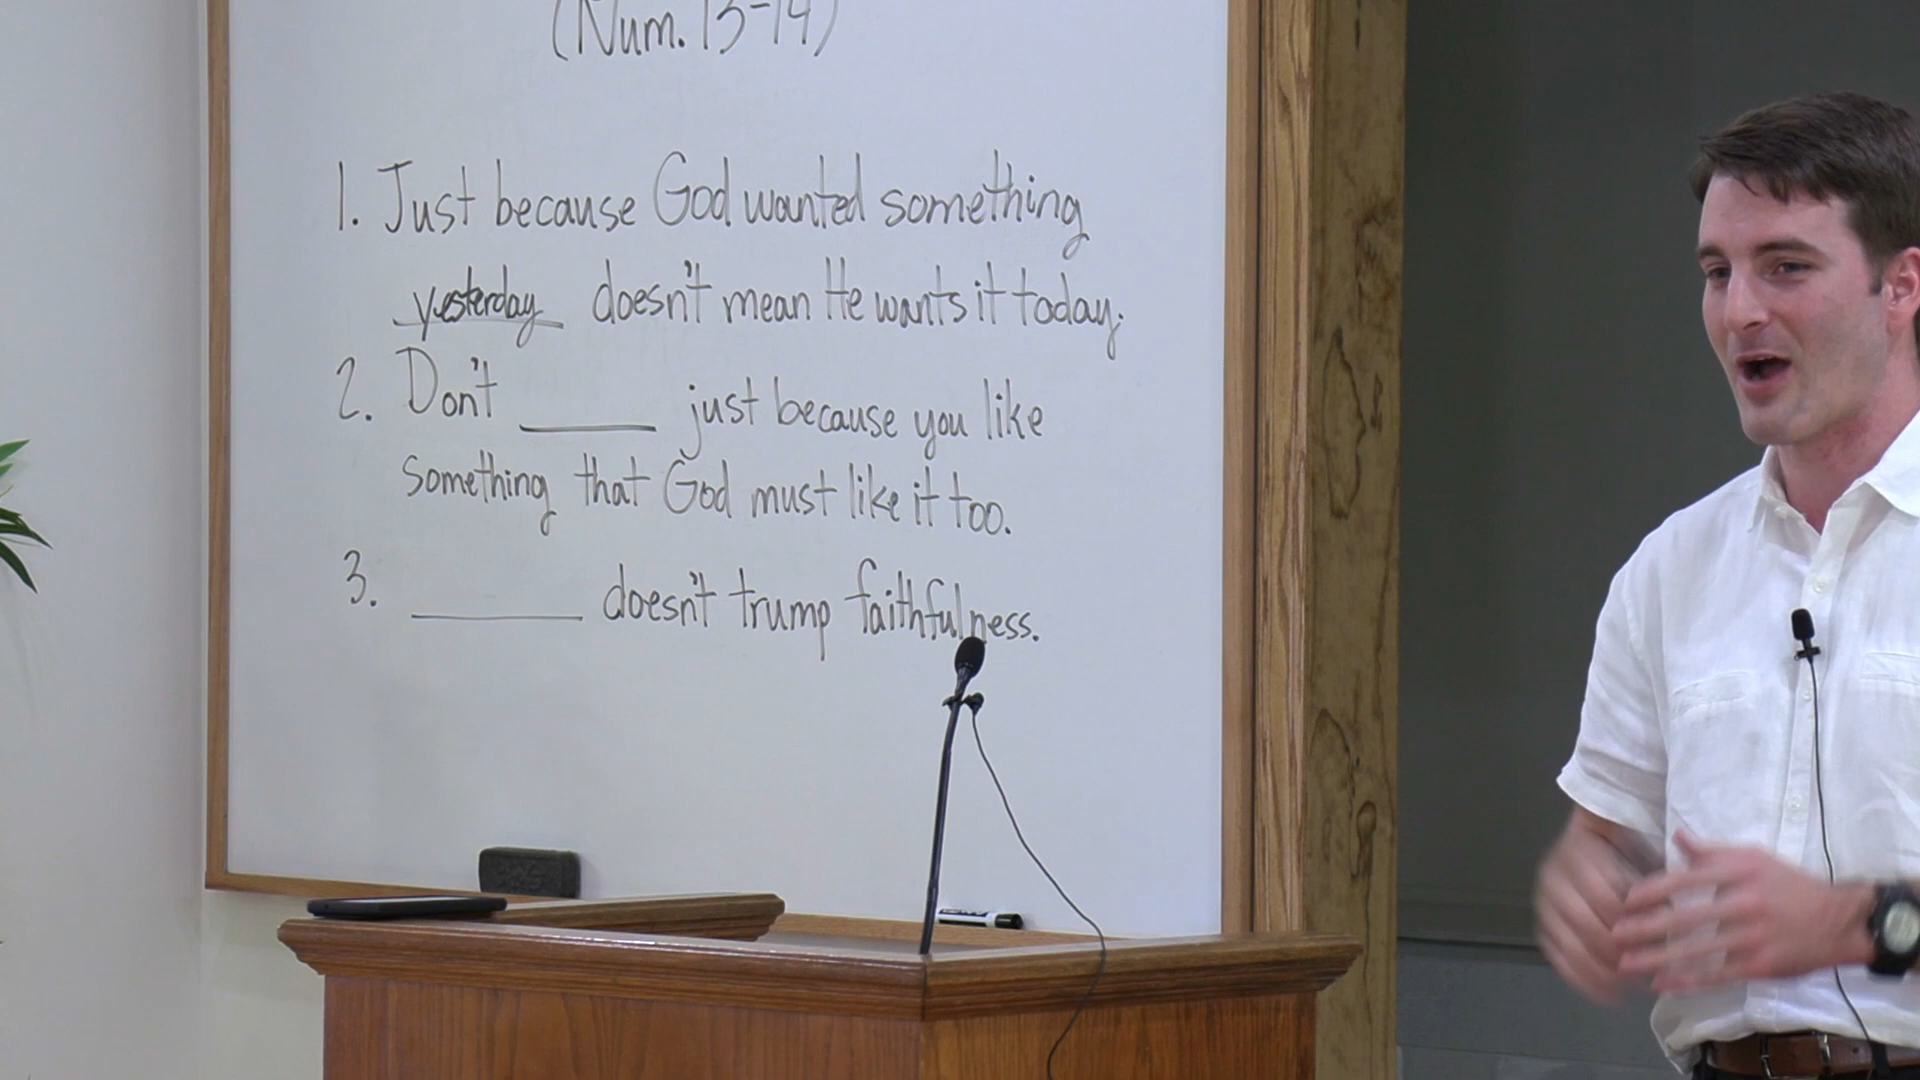 (Num. 13-14)
1. Just because God wanted something
yesterday doesn't mean He wants it today.
2. Don't ______ just because you like
something that God must like it too.
3. ______ doesn't trump faithfulness.